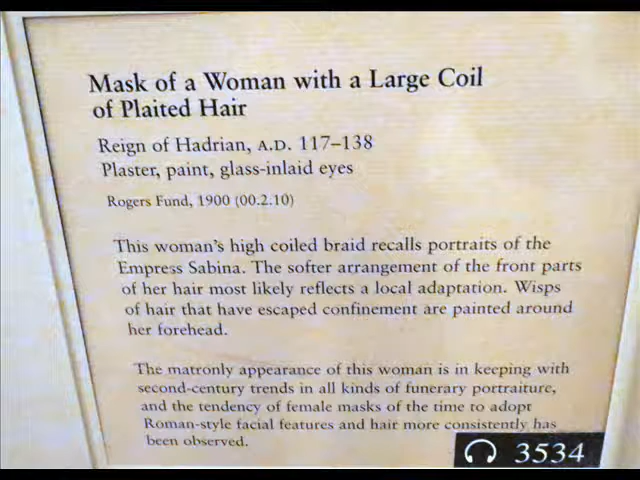 Mask of a Woman with a Large Coil
of Plaited Hair
Reign of Hadrian, A.D. 117–138
Plaster, paint, glass-inlaid eyes
Rogers Fund, 1900 (00.2.10)
This woman's high coiled braid recalls portraits of the
Empress Sabina. The softer arrangement of the front parts
of her hair most likely reflects a local adaptation. Wisps
of hair that have escaped confinement are painted around
her forehead.
The matronly appearance of this woman is in keeping with
second-century trends in all kinds of funerary portraiture,
and the tendency of female masks of the time to adopt
Roman-style facial features and hair more consistently has
been observed.
3534